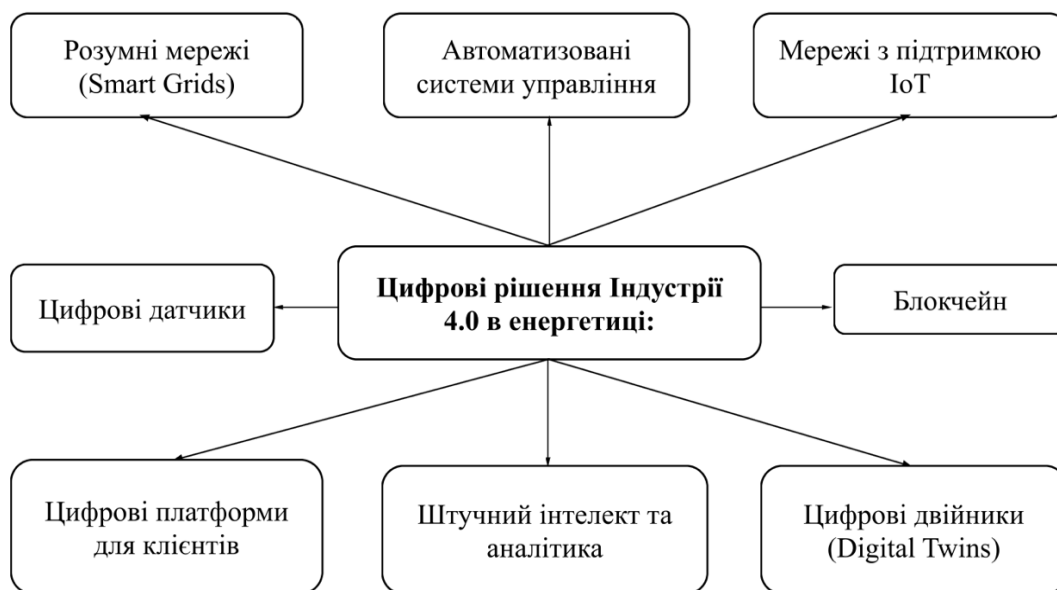 Розумні мережі
(Smart Grids)
Автоматизовані
системи управління
Мережі з підтримкою
IoT
Цифрові датчики
Цифрові рішення Індустрії
4.0 в енергетиці:
Блокчейн
Цифрові платформи
для клієнтів
Штучний інтелект та
аналітика
Цифрові двійники
(Digital Twins)